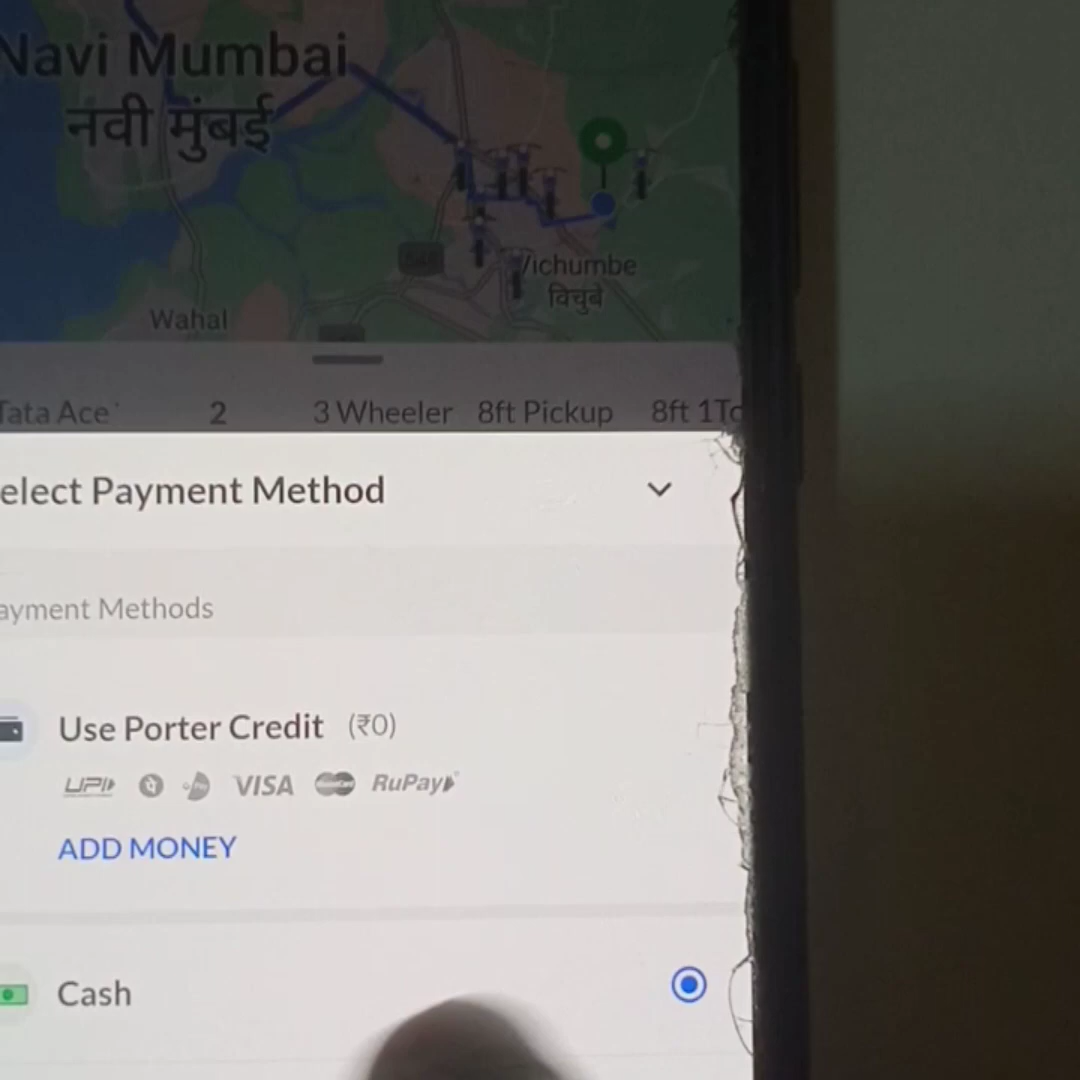 Navi Mumbai
नवी मुंबई
Vichumbe
विचुंबे
Wahal
Tata Ace
2
3 Wheeler
8ft Pickup
8ft 1To
elect Payment Method
ayment Methods
Use Porter Credit (₹0)
UPI VISA RuPay
ADD MONEY
Cash